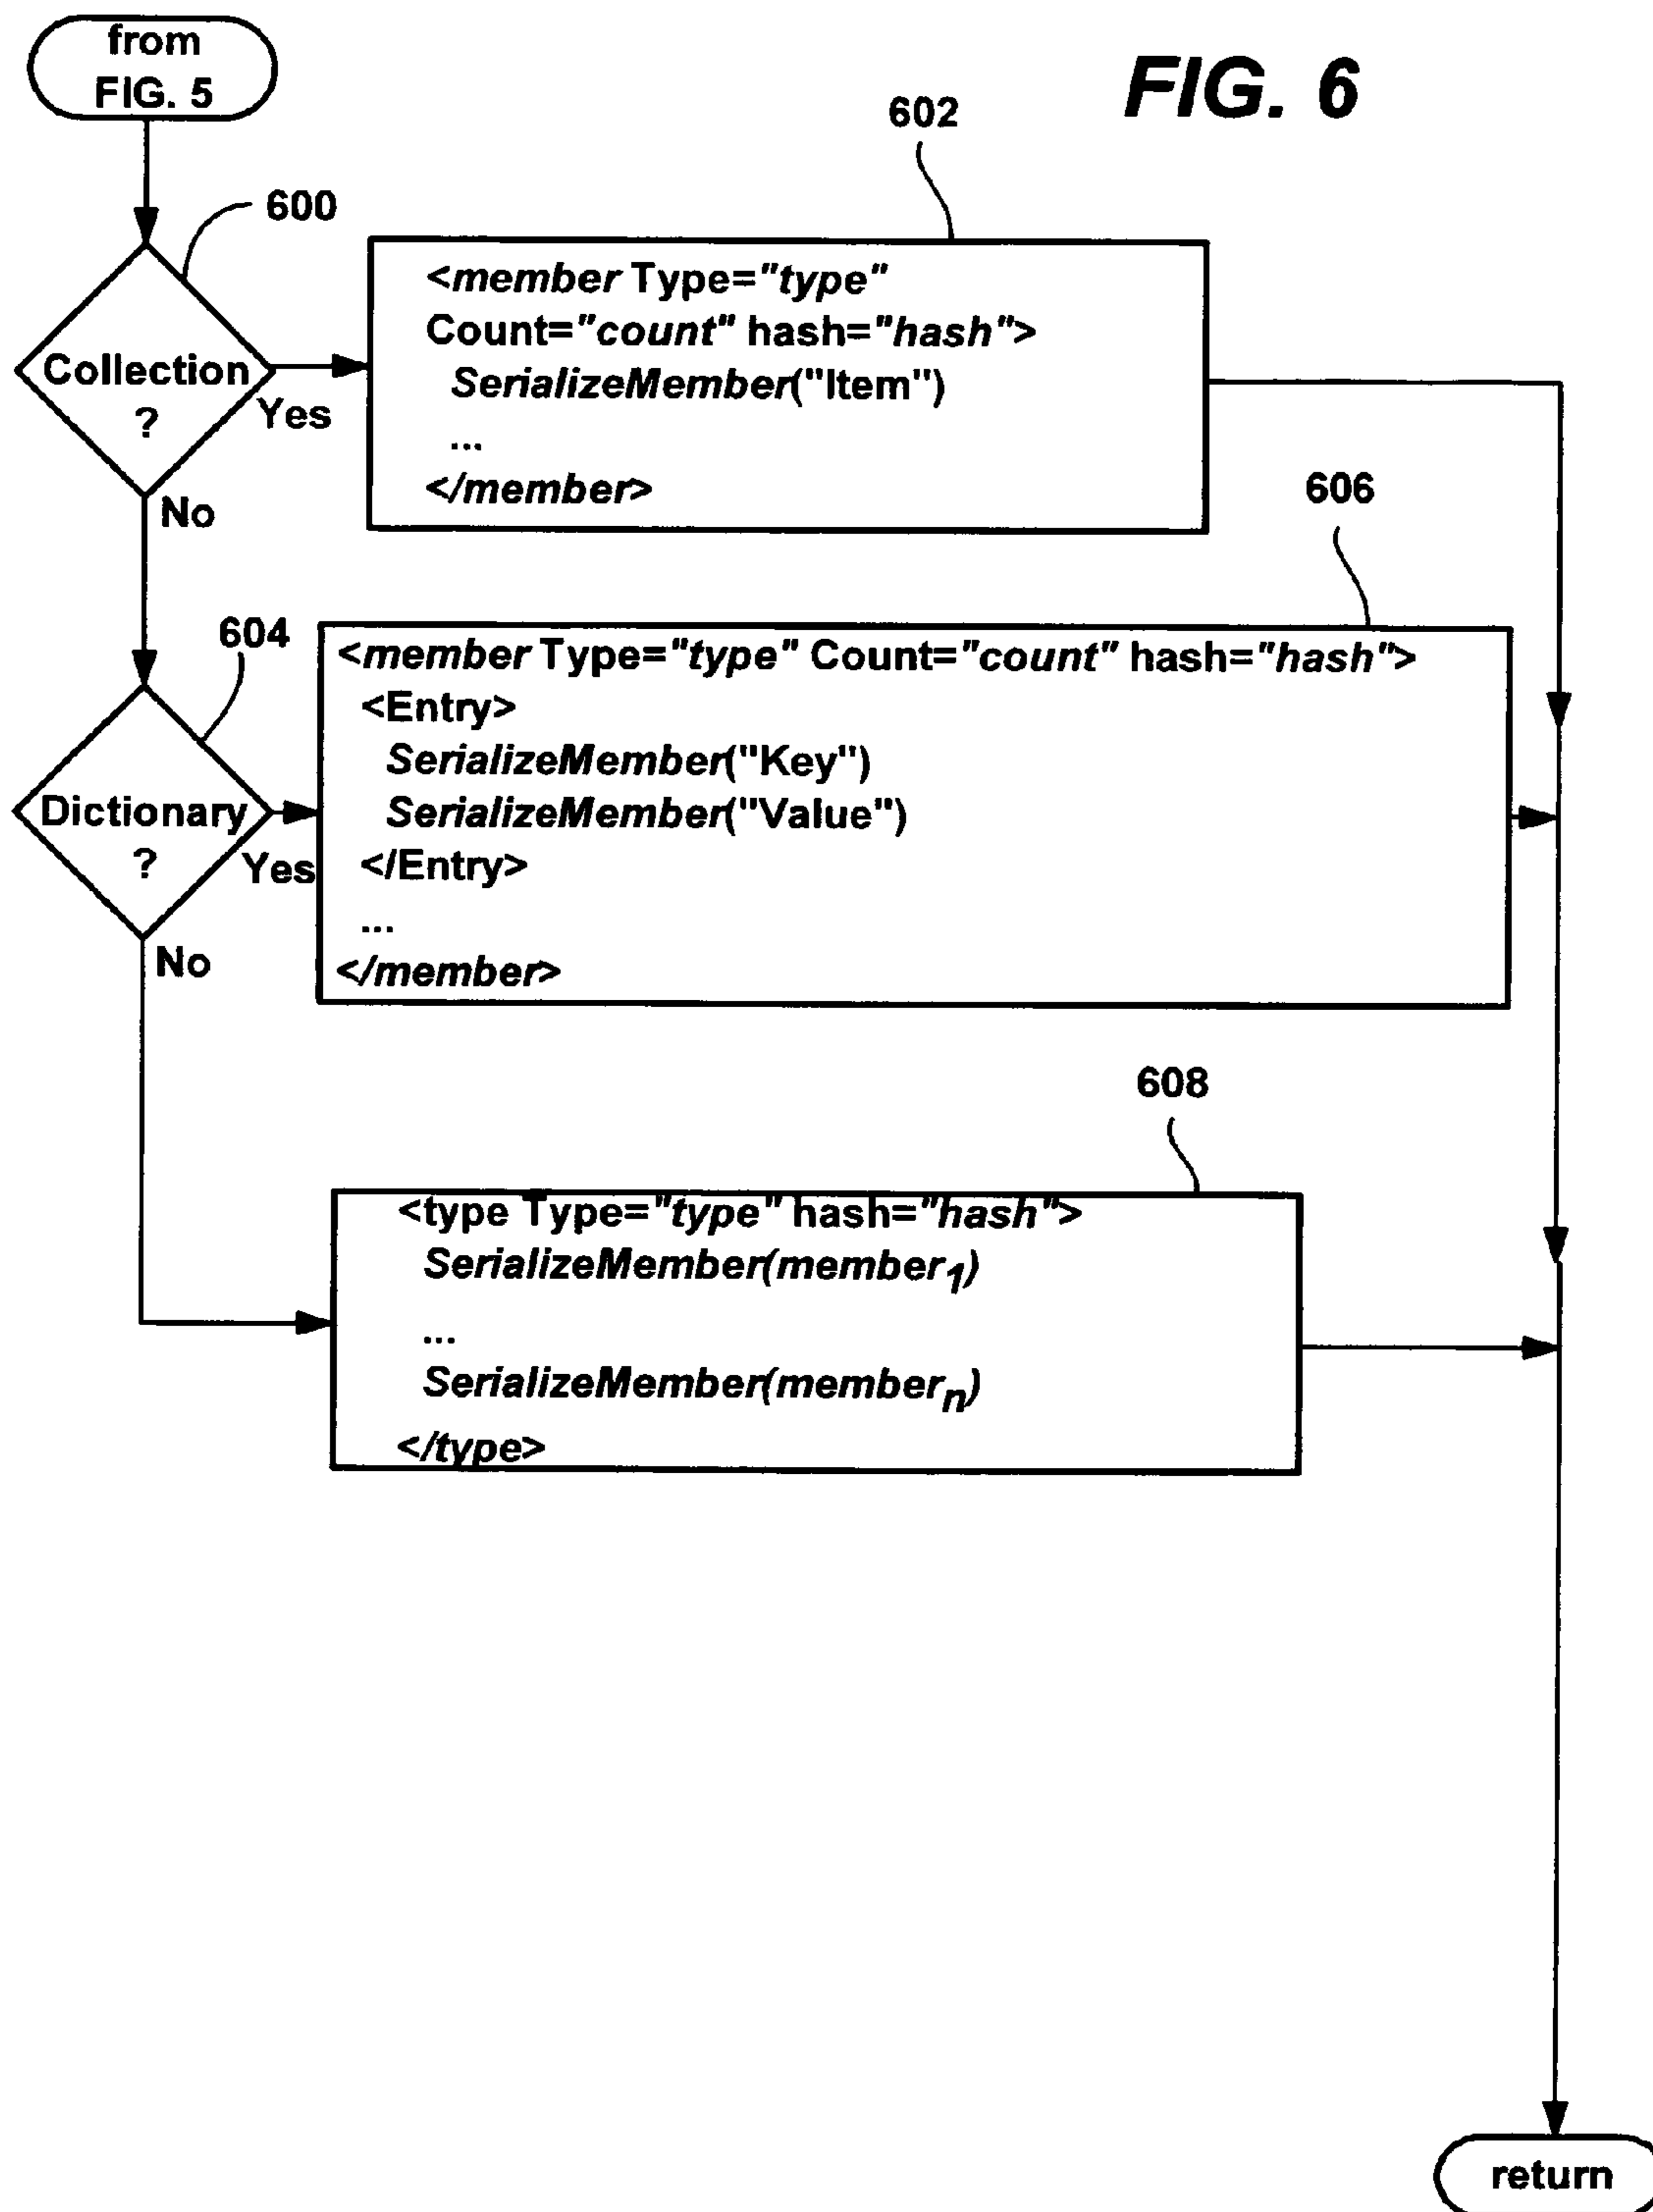 from
FIG. 5
FIG. 6
602
600
<member Type="type"
Count="count" hash="hash">
SerializeMember("Item")
...
</member>
Collection
?
Yes
No
606
604
<member Type="type" Count="count" hash="hash">
<Entry>
SerializeMember("Key")
SerializeMember("Value")
</Entry>
...
</member>
Dictionary
?
Yes
No
608
<type Type="type" hash="hash">
SerializeMember(member1)
...
SerializeMember(membern)
</type>
return